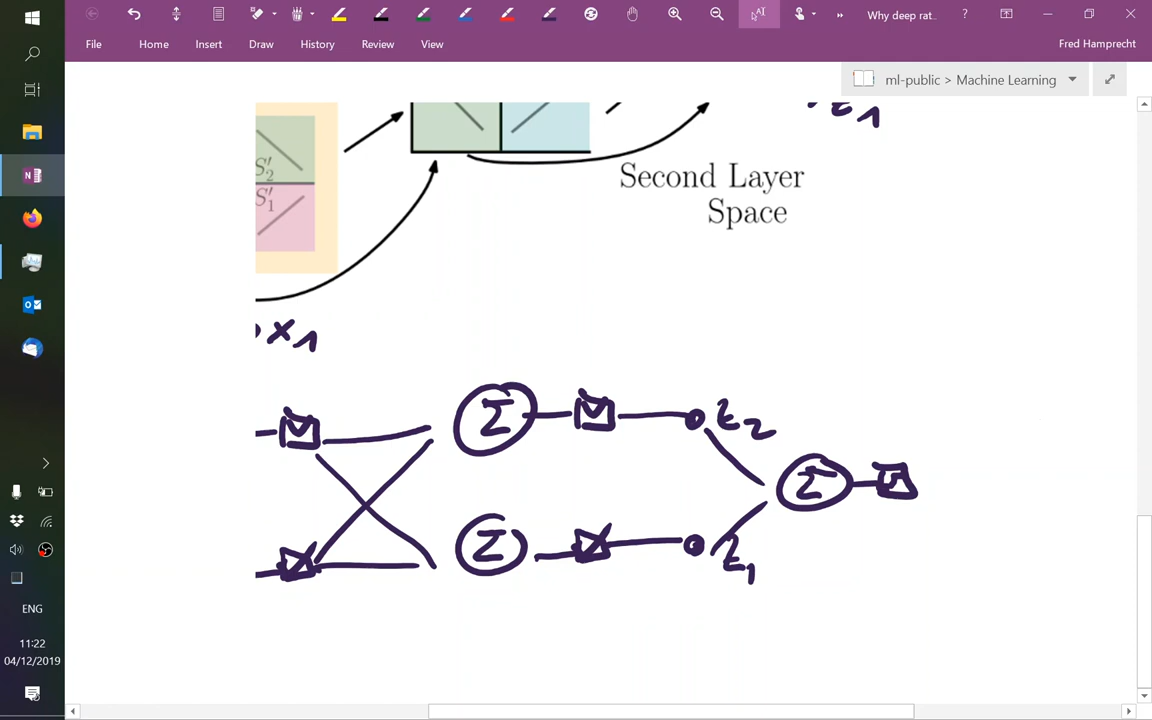 Why deep rat...
?
File
Home
Insert
Draw
History
Review
View
Fred Hamprecht
ml-public > Machine Learning
z1
S'2
S'1
Second Layer
Space
x1
Σ
z2
Σ
Σ
z1
ENG
11:22
04/12/2019